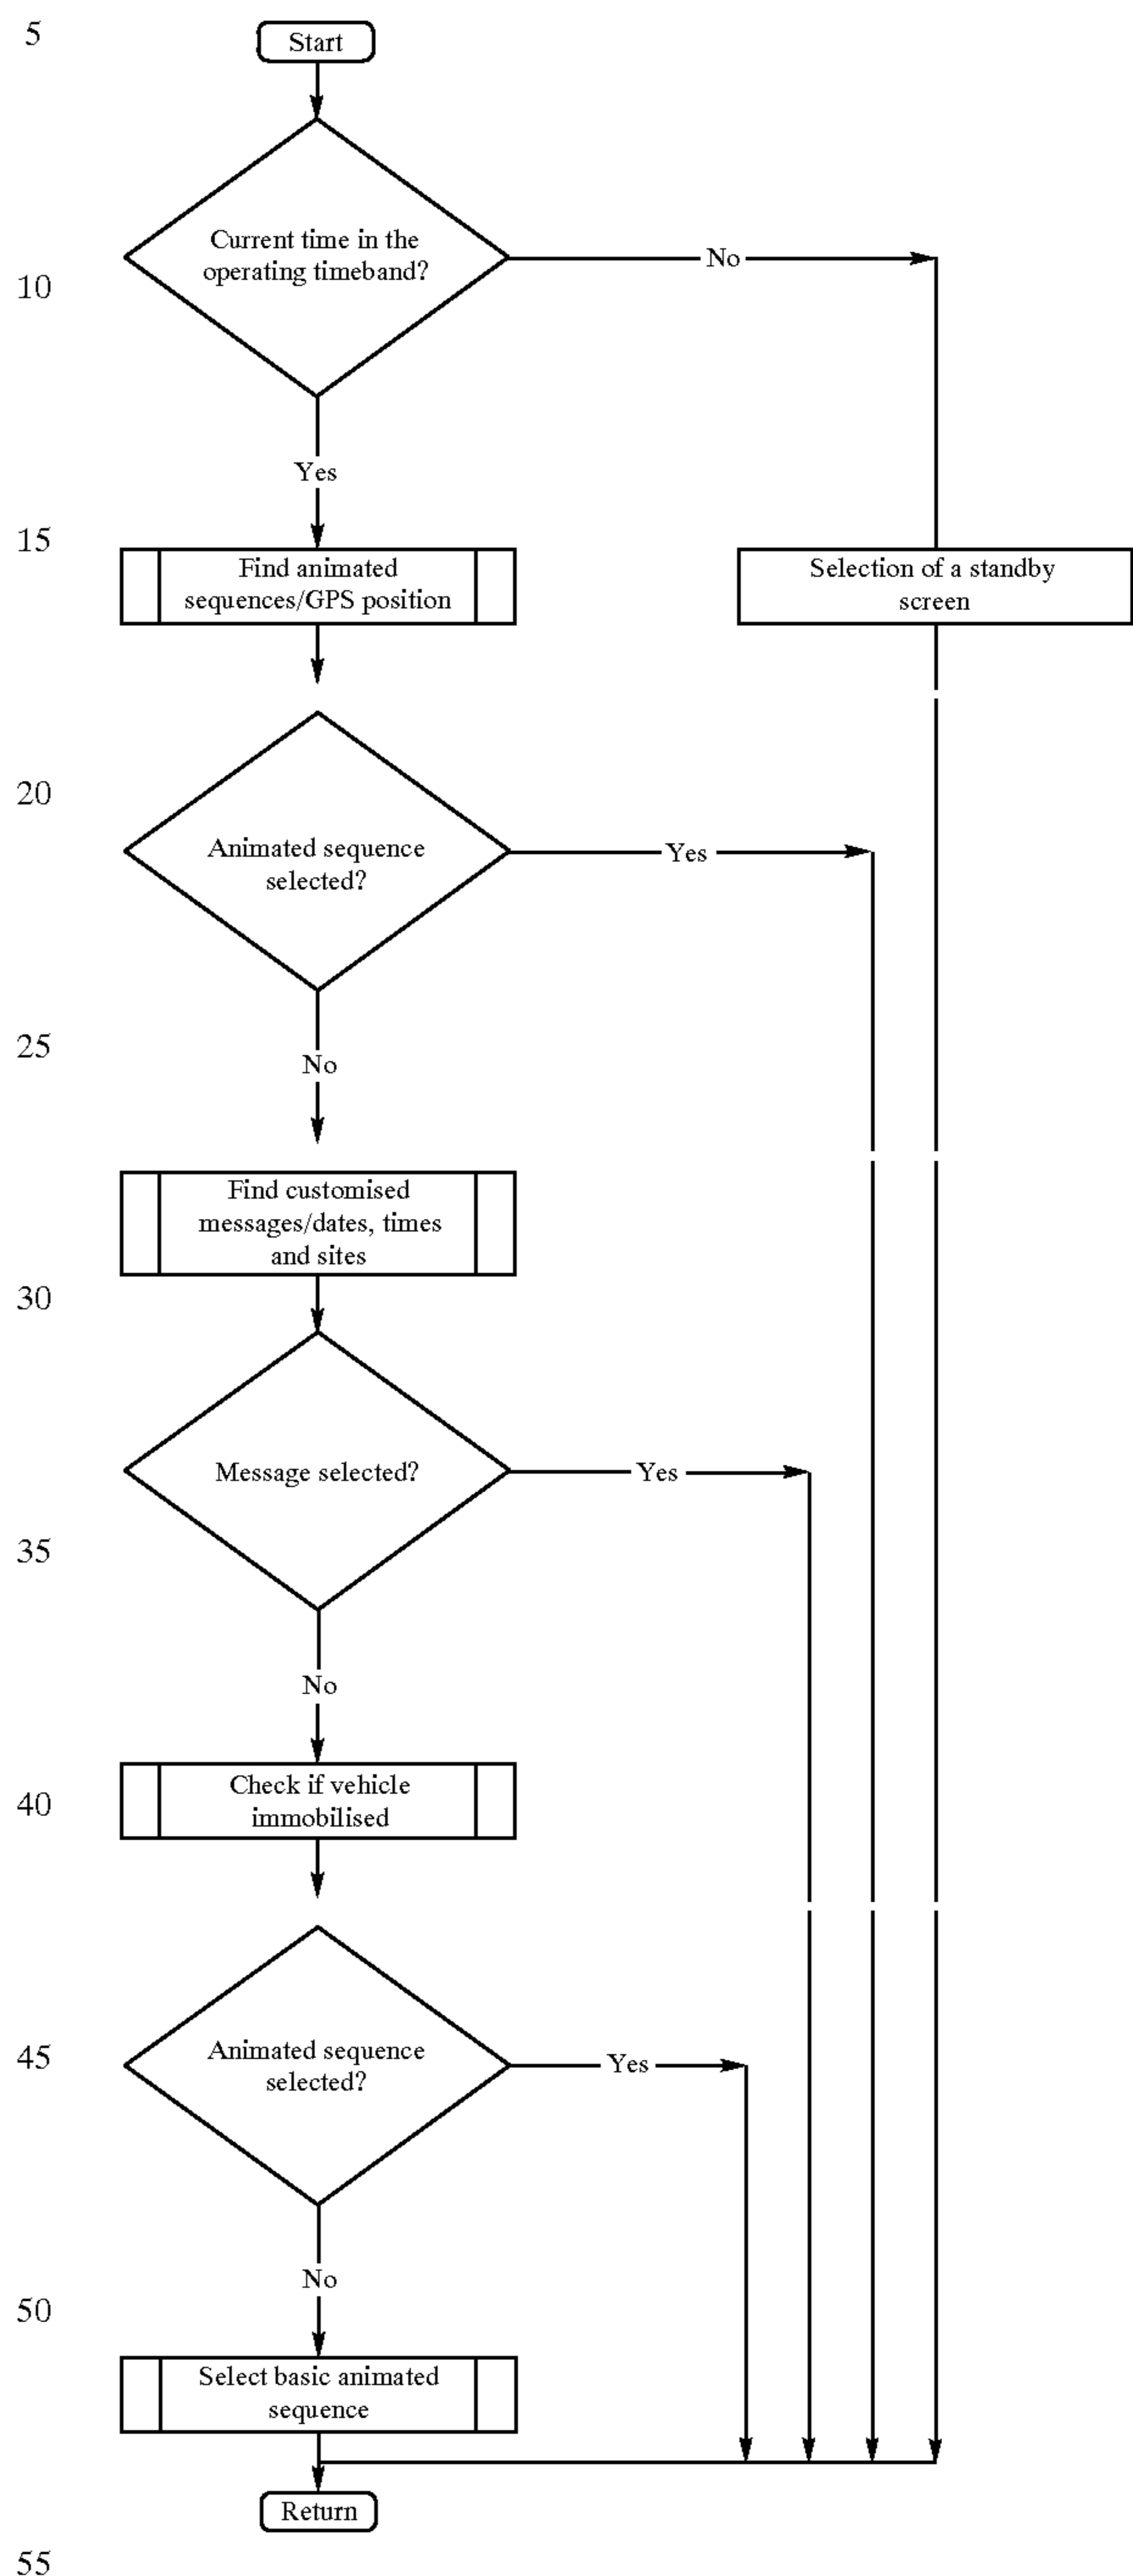 5
Start
Current time in the
operating timeband?
No
10
Yes
15
Find animated
sequences/GPS position
Selection of a standby
screen
20
Animated sequence
selected?
Yes
25
No
Find customised
messages/dates, times
and sites
30
Message selected?
Yes
35
No
40
Check if vehicle
immobilised
45
Animated sequence
selected?
Yes
No
50
Select basic animated
sequence
Return
55